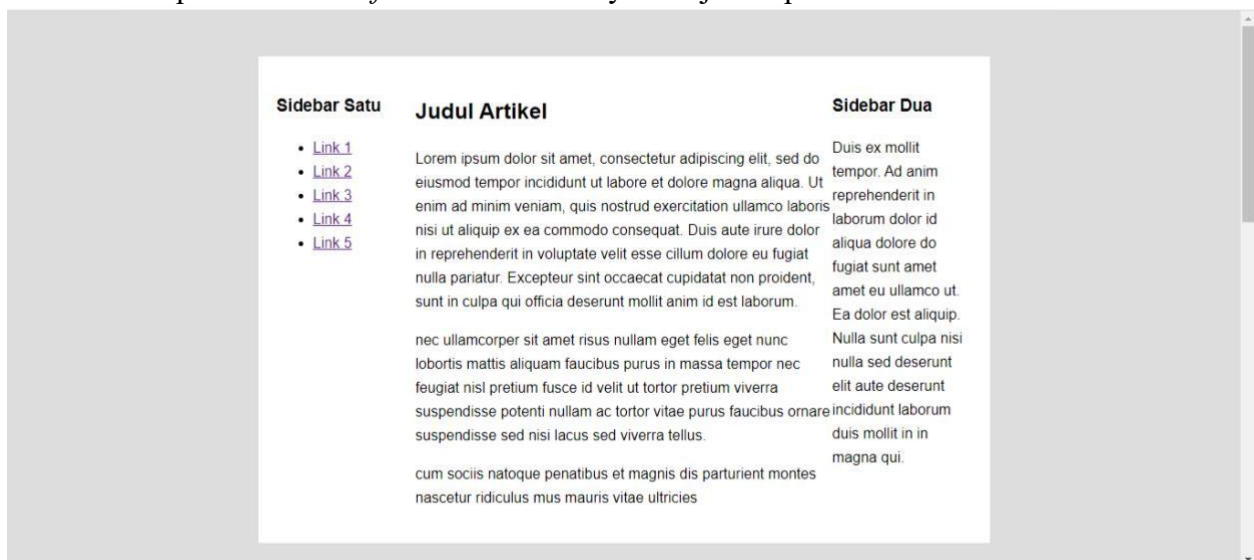 Sidebar Satu
Link 1
Link 2
Link 3
Link 4
Link 5
Judul Artikel
Lorem ipsum dolor sit amet, consectetur adipiscing elit, sed do
eiusmod tempor incididunt ut labore et dolore magna aliqua. Ut
enim ad minim veniam, quis nostrud exercitation ullamco laboris
nisi ut aliquip ex ea commodo consequat. Duis aute irure dolor
in reprehenderit in voluptate velit esse cillum dolore eu fugiat
nulla pariatur. Excepteur sint occaecat cupidatat non proident,
sunt in culpa qui officia deserunt mollit anim id est laborum.
nec ullamcorper sit amet risus nullam eget felis eget nunc
lobortis mattis aliquam faucibus purus in massa tempor nec
feugiat nisl pretium fusce id velit ut tortor pretium viverra
suspendisse potenti nullam ac tortor vitae purus faucibus ornare
suspendisse sed nisi lacus sed viverra tellus.
cum sociis natoque penatibus et magnis dis parturient montes
nascetur ridiculus mus mauris vitae ultricies
Sidebar Dua
Duis ex mollit
tempor. Ad anim
reprehenderit in
laborum dolor id
aliqua dolore do
fugiat sunt amet
amet eu ullamco ut.
Ea dolor est aliquip.
Nulla sunt culpa nisi
nulla sed deserunt
elit aute deserunt
incididunt laborum
duis mollit in in
magna qui.